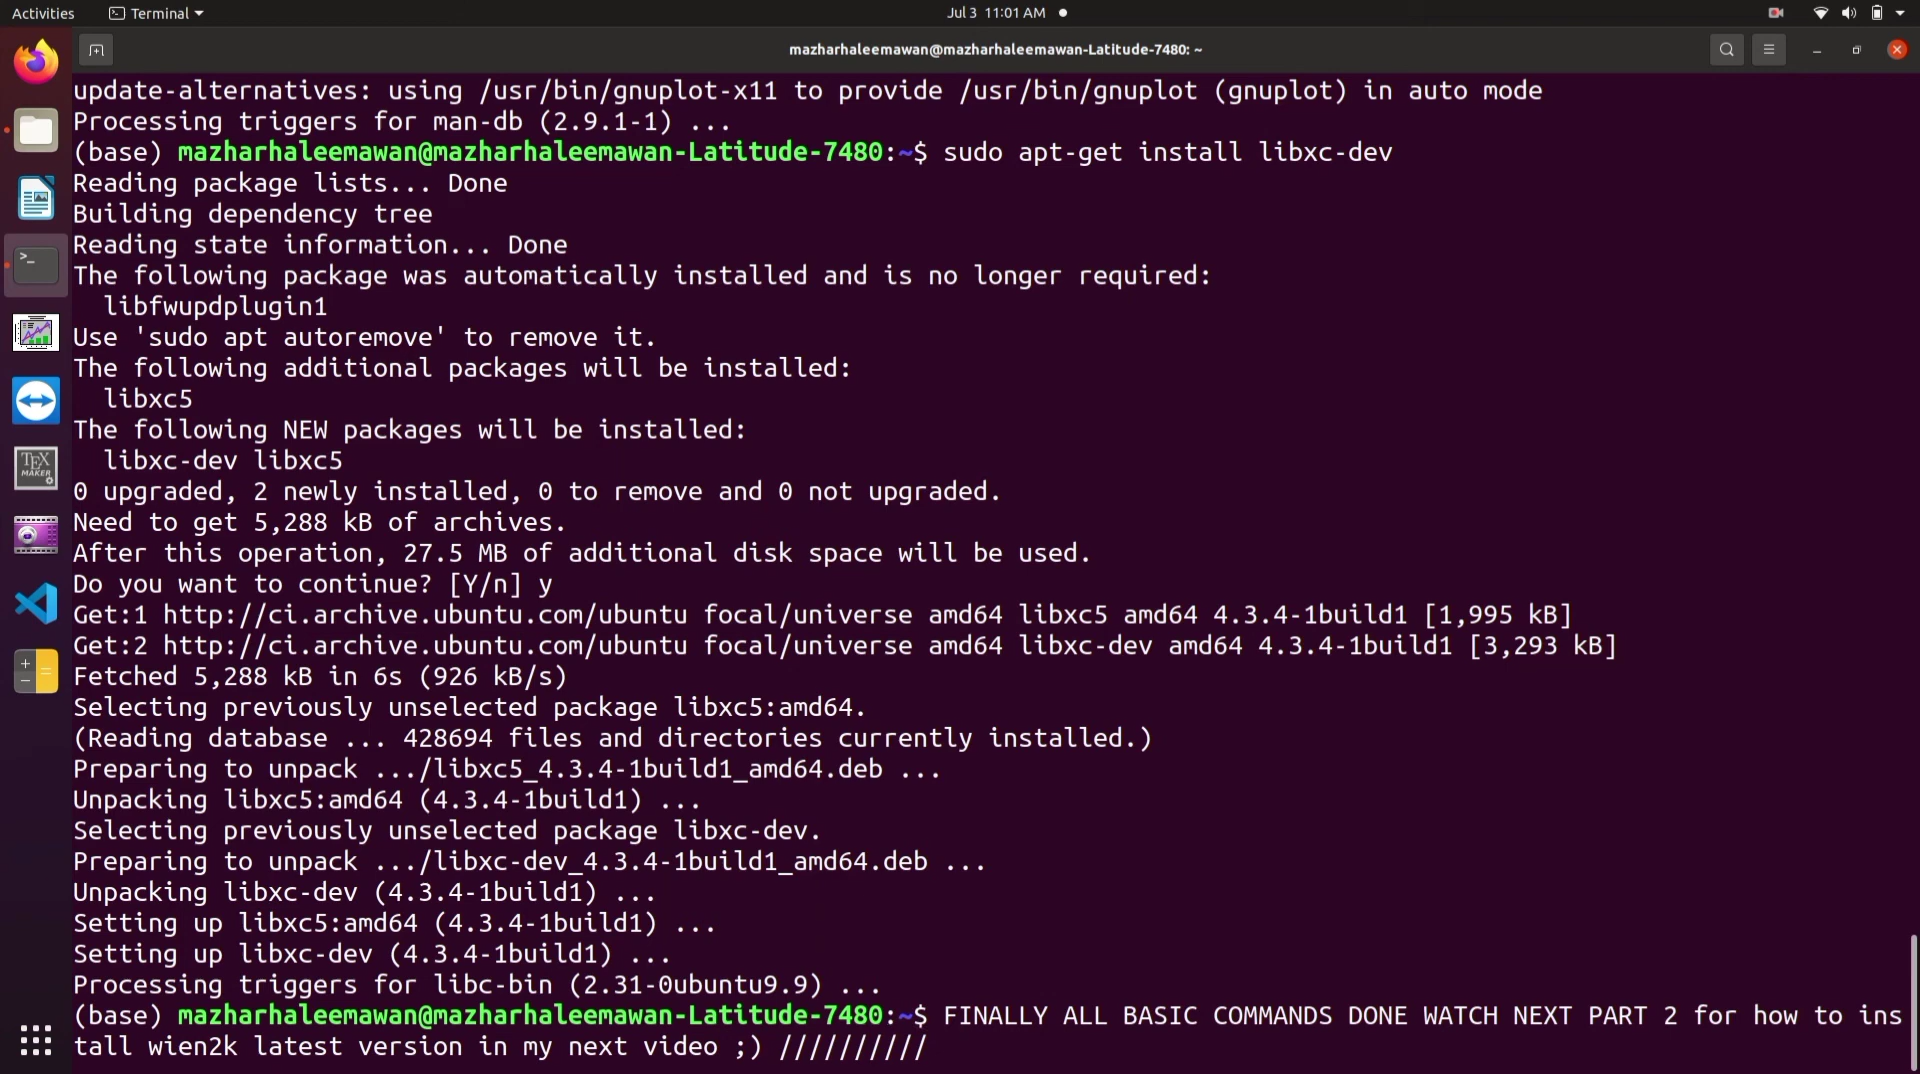 Activities Terminal Jul 3 11:01 AM
mazharhaleemawan@mazharhaleemawan-Latitude-7480: ~
update-alternatives: using /usr/bin/gnuplot-x11 to provide /usr/bin/gnuplot (gnuplot) in auto mode
Processing triggers for man-db (2.9.1-1) ...
(base) mazharhaleemawan@mazharhaleemawan-Latitude-7480:~$ sudo apt-get install libxc-dev
Reading package lists... Done
Building dependency tree
Reading state information... Done
The following package was automatically installed and is no longer required:
  libfwupdplugin1
Use 'sudo apt autoremove' to remove it.
The following additional packages will be installed:
  libxc5
The following NEW packages will be installed:
  libxc-dev libxc5
0 upgraded, 2 newly installed, 0 to remove and 0 not upgraded.
Need to get 5,288 kB of archives.
After this operation, 27.5 MB of additional disk space will be used.
Do you want to continue? [Y/n] y
Get:1 http://ci.archive.ubuntu.com/ubuntu focal/universe amd64 libxc5 amd64 4.3.4-1build1 [1,995 kB]
Get:2 http://ci.archive.ubuntu.com/ubuntu focal/universe amd64 libxc-dev amd64 4.3.4-1build1 [3,293 kB]
Fetched 5,288 kB in 6s (926 kB/s)
Selecting previously unselected package libxc5:amd64.
(Reading database ... 428694 files and directories currently installed.)
Preparing to unpack .../libxc5_4.3.4-1build1_amd64.deb ...
Unpacking libxc5:amd64 (4.3.4-1build1) ...
Selecting previously unselected package libxc-dev.
Preparing to unpack .../libxc-dev_4.3.4-1build1_amd64.deb ...
Unpacking libxc-dev (4.3.4-1build1) ...
Setting up libxc5:amd64 (4.3.4-1build1) ...
Setting up libxc-dev (4.3.4-1build1) ...
Processing triggers for libc-bin (2.31-0ubuntu9.9) ...
(base) mazharhaleemawan@mazharhaleemawan-Latitude-7480:~$ FINALLY ALL BASIC COMMANDS DONE WATCH NEXT PART 2 for how to ins
tall wien2k latest version in my next video ;) //////////
TEX
MAKER